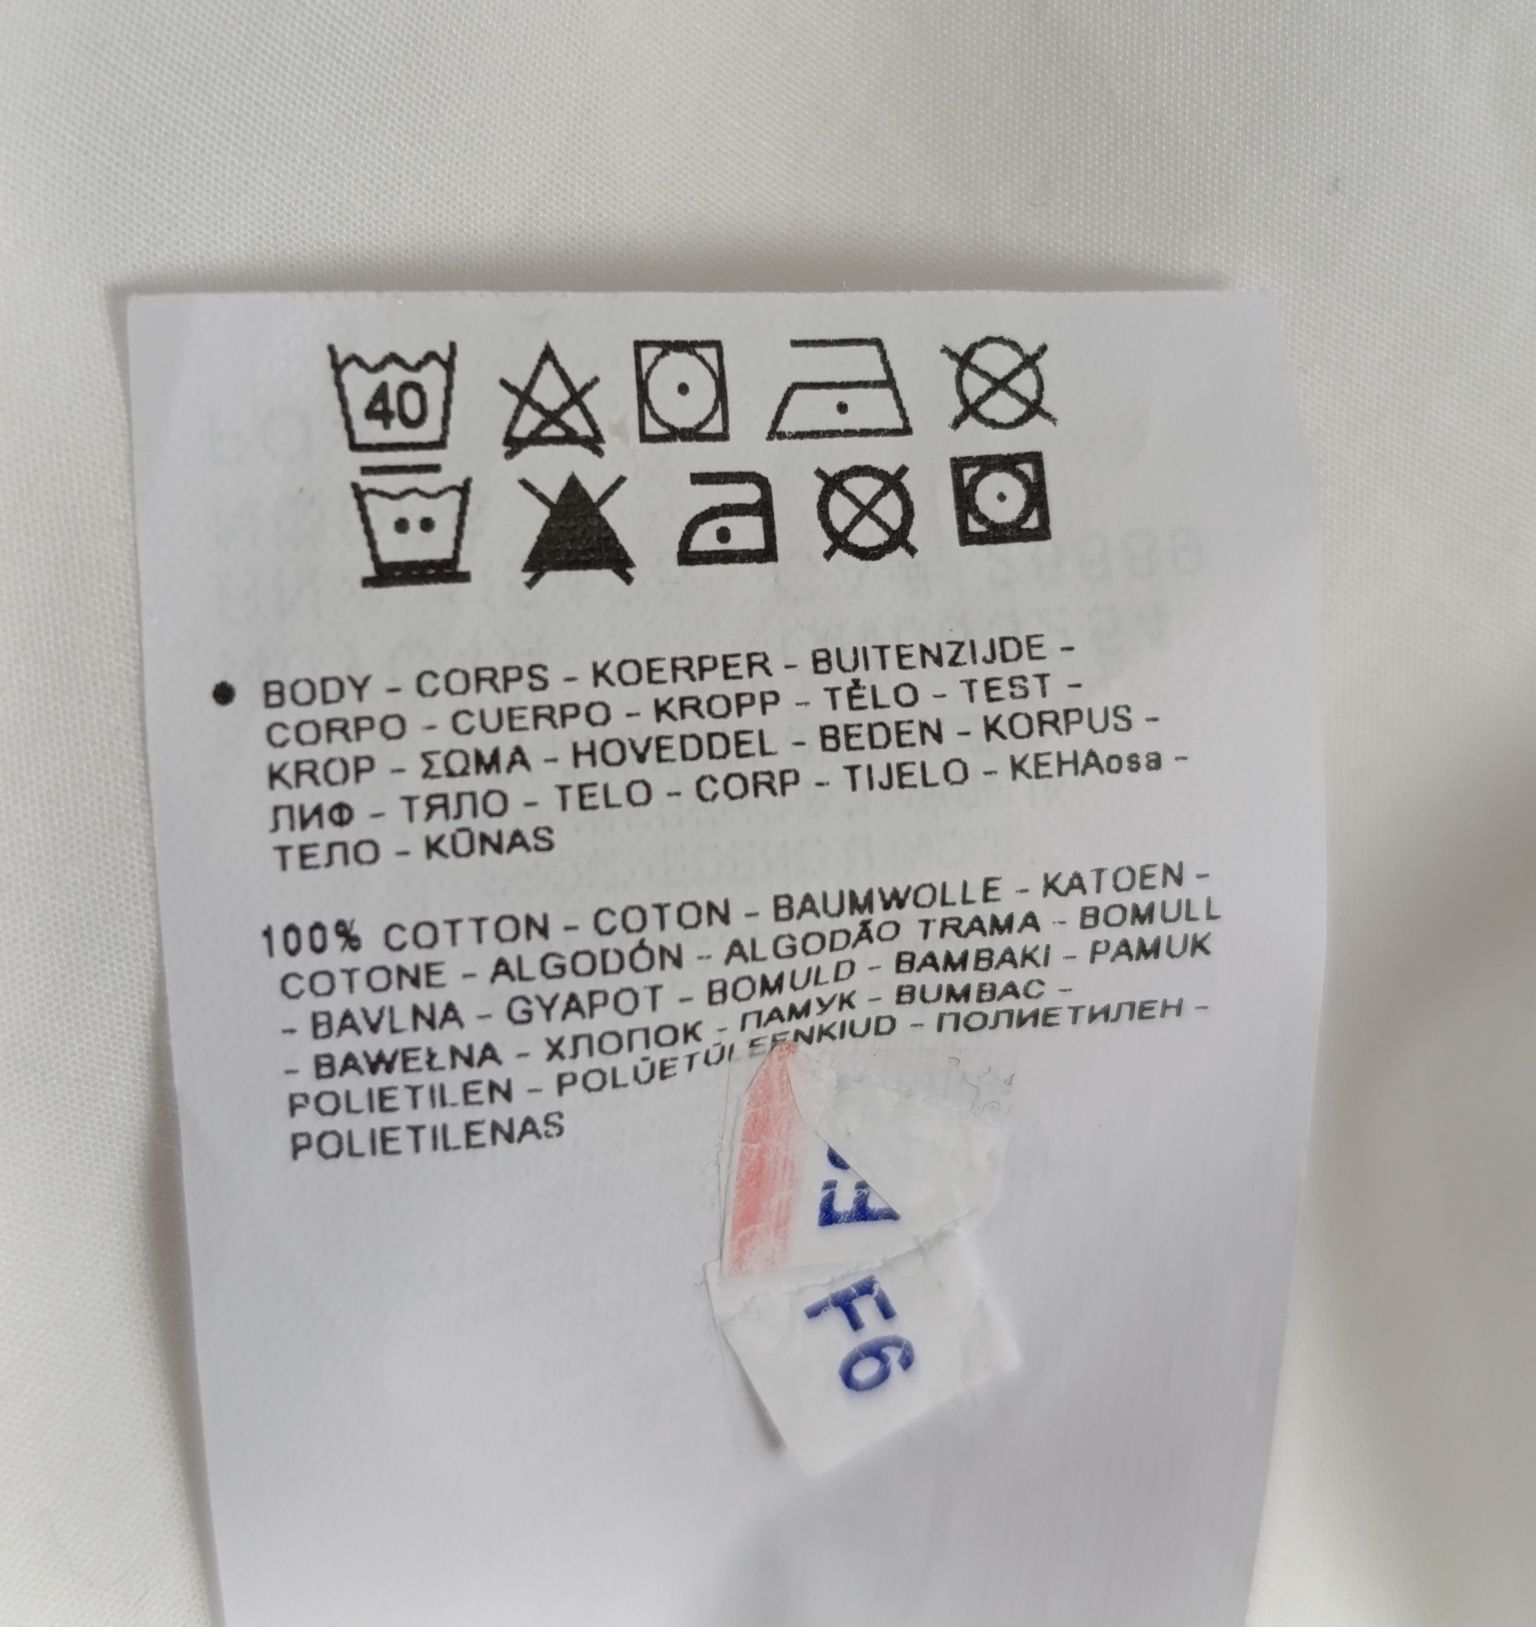 40
● BODY - CORPS - KOERPER - BUITENZIJDE -
CORPO - CUERPO - KROPP - TĚLO - TEST -
KROP - ΣΩΜΑ - HOVEDDEL - BEDEN - KORPUS -
ЛИФ - ТЯЛО - TELO - CORP - TIJELO - KEHAosa -
ТЕЛО - KŪNAS
100% COTTON - COTON - BAUMWOLLE - KATOEN -
COTONE - ALGODÓN - ALGODÃO TRAMA - BOMULL
- BAVLNA - GYAPOT - BOMULD - BAMBAKI - PAMUK
- BAWEŁNA - ХЛОПОК - ПАМУК - BUMBAC -
POLIETILEN - POLÜETÜLEENKIUD - ПОЛИЕТИЛЕН -
POLIETILENAS
F6